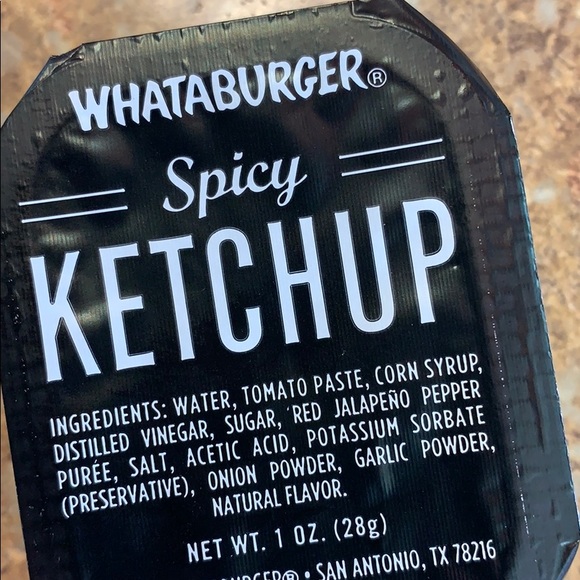 WHATABURGER®
Spicy
KETCHUP
INGREDIENTS: WATER, TOMATO PASTE, CORN SYRUP,
DISTILLED VINEGAR, SUGAR, RED JALAPEÑO PEPPER
PURÉE, SALT, ACETIC ACID, POTASSIUM SORBATE
(PRESERVATIVE), ONION POWDER, GARLIC POWDER,
NATURAL FLAVOR.
NET WT. 1 OZ. (28g)
BURGER® • SAN ANTONIO, TX 78216